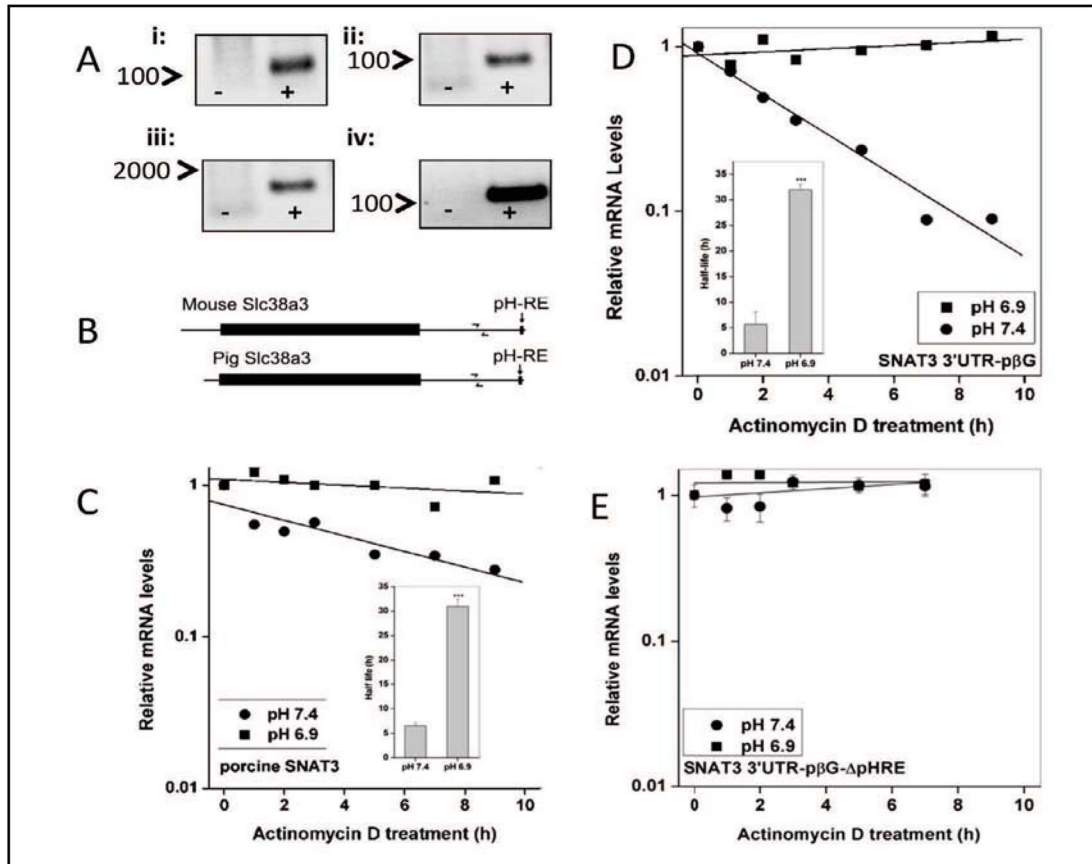 A
i:
100 >
-
+
ii:
100 >
-
+
iii:
2000 >
-
+
iv:
100 >
-
+
B
Mouse Slc38a3
pH-RE
Pig Slc38a3
pH-RE
C
Relative mRNA levels
1
0.1
0.01
0 2 4 6 8 10
Actinomycin D treatment (h)
pH 7.4
pH 6.9
porcine SNAT3
Half life (h)
35
30
25
20
15
10
5
0
***
pH 7.4 pH 6.9
D
Relative mRNA Levels
1
0.1
0.01
0 2 4 6 8 10
Actinomycin D treatment (h)
Half-life (h)
35
30
25
20
15
10
5
0
***
pH 7.4 pH 6.9
pH 6.9
pH 7.4
SNAT3 3'UTR-pβG
E
Relative mRNA levels
1
0.1
0.01
0 2 4 6 8 10
Actinomycin D treatment (h)
pH 7.4
pH 6.9
SNAT3 3'UTR-pβG-ΔpHRE